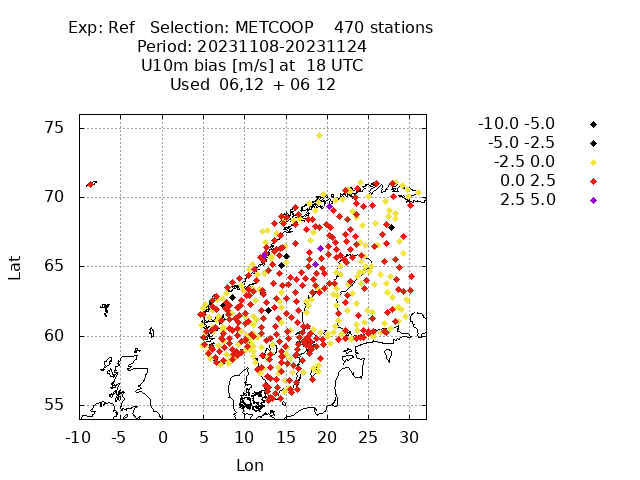 Exp: Ref   Selection: METCOOP    470 stations
Period: 20231108-20231124
U10m bias [m/s] at  18 UTC
Used  06,12  + 06 12
-10.0 -5.0
-5.0 -2.5
-2.5 0.0
0.0 2.5
2.5 5.0
75
70
65
60
55
Lat
-10 -5 0 5 10 15 20 25 30
Lon